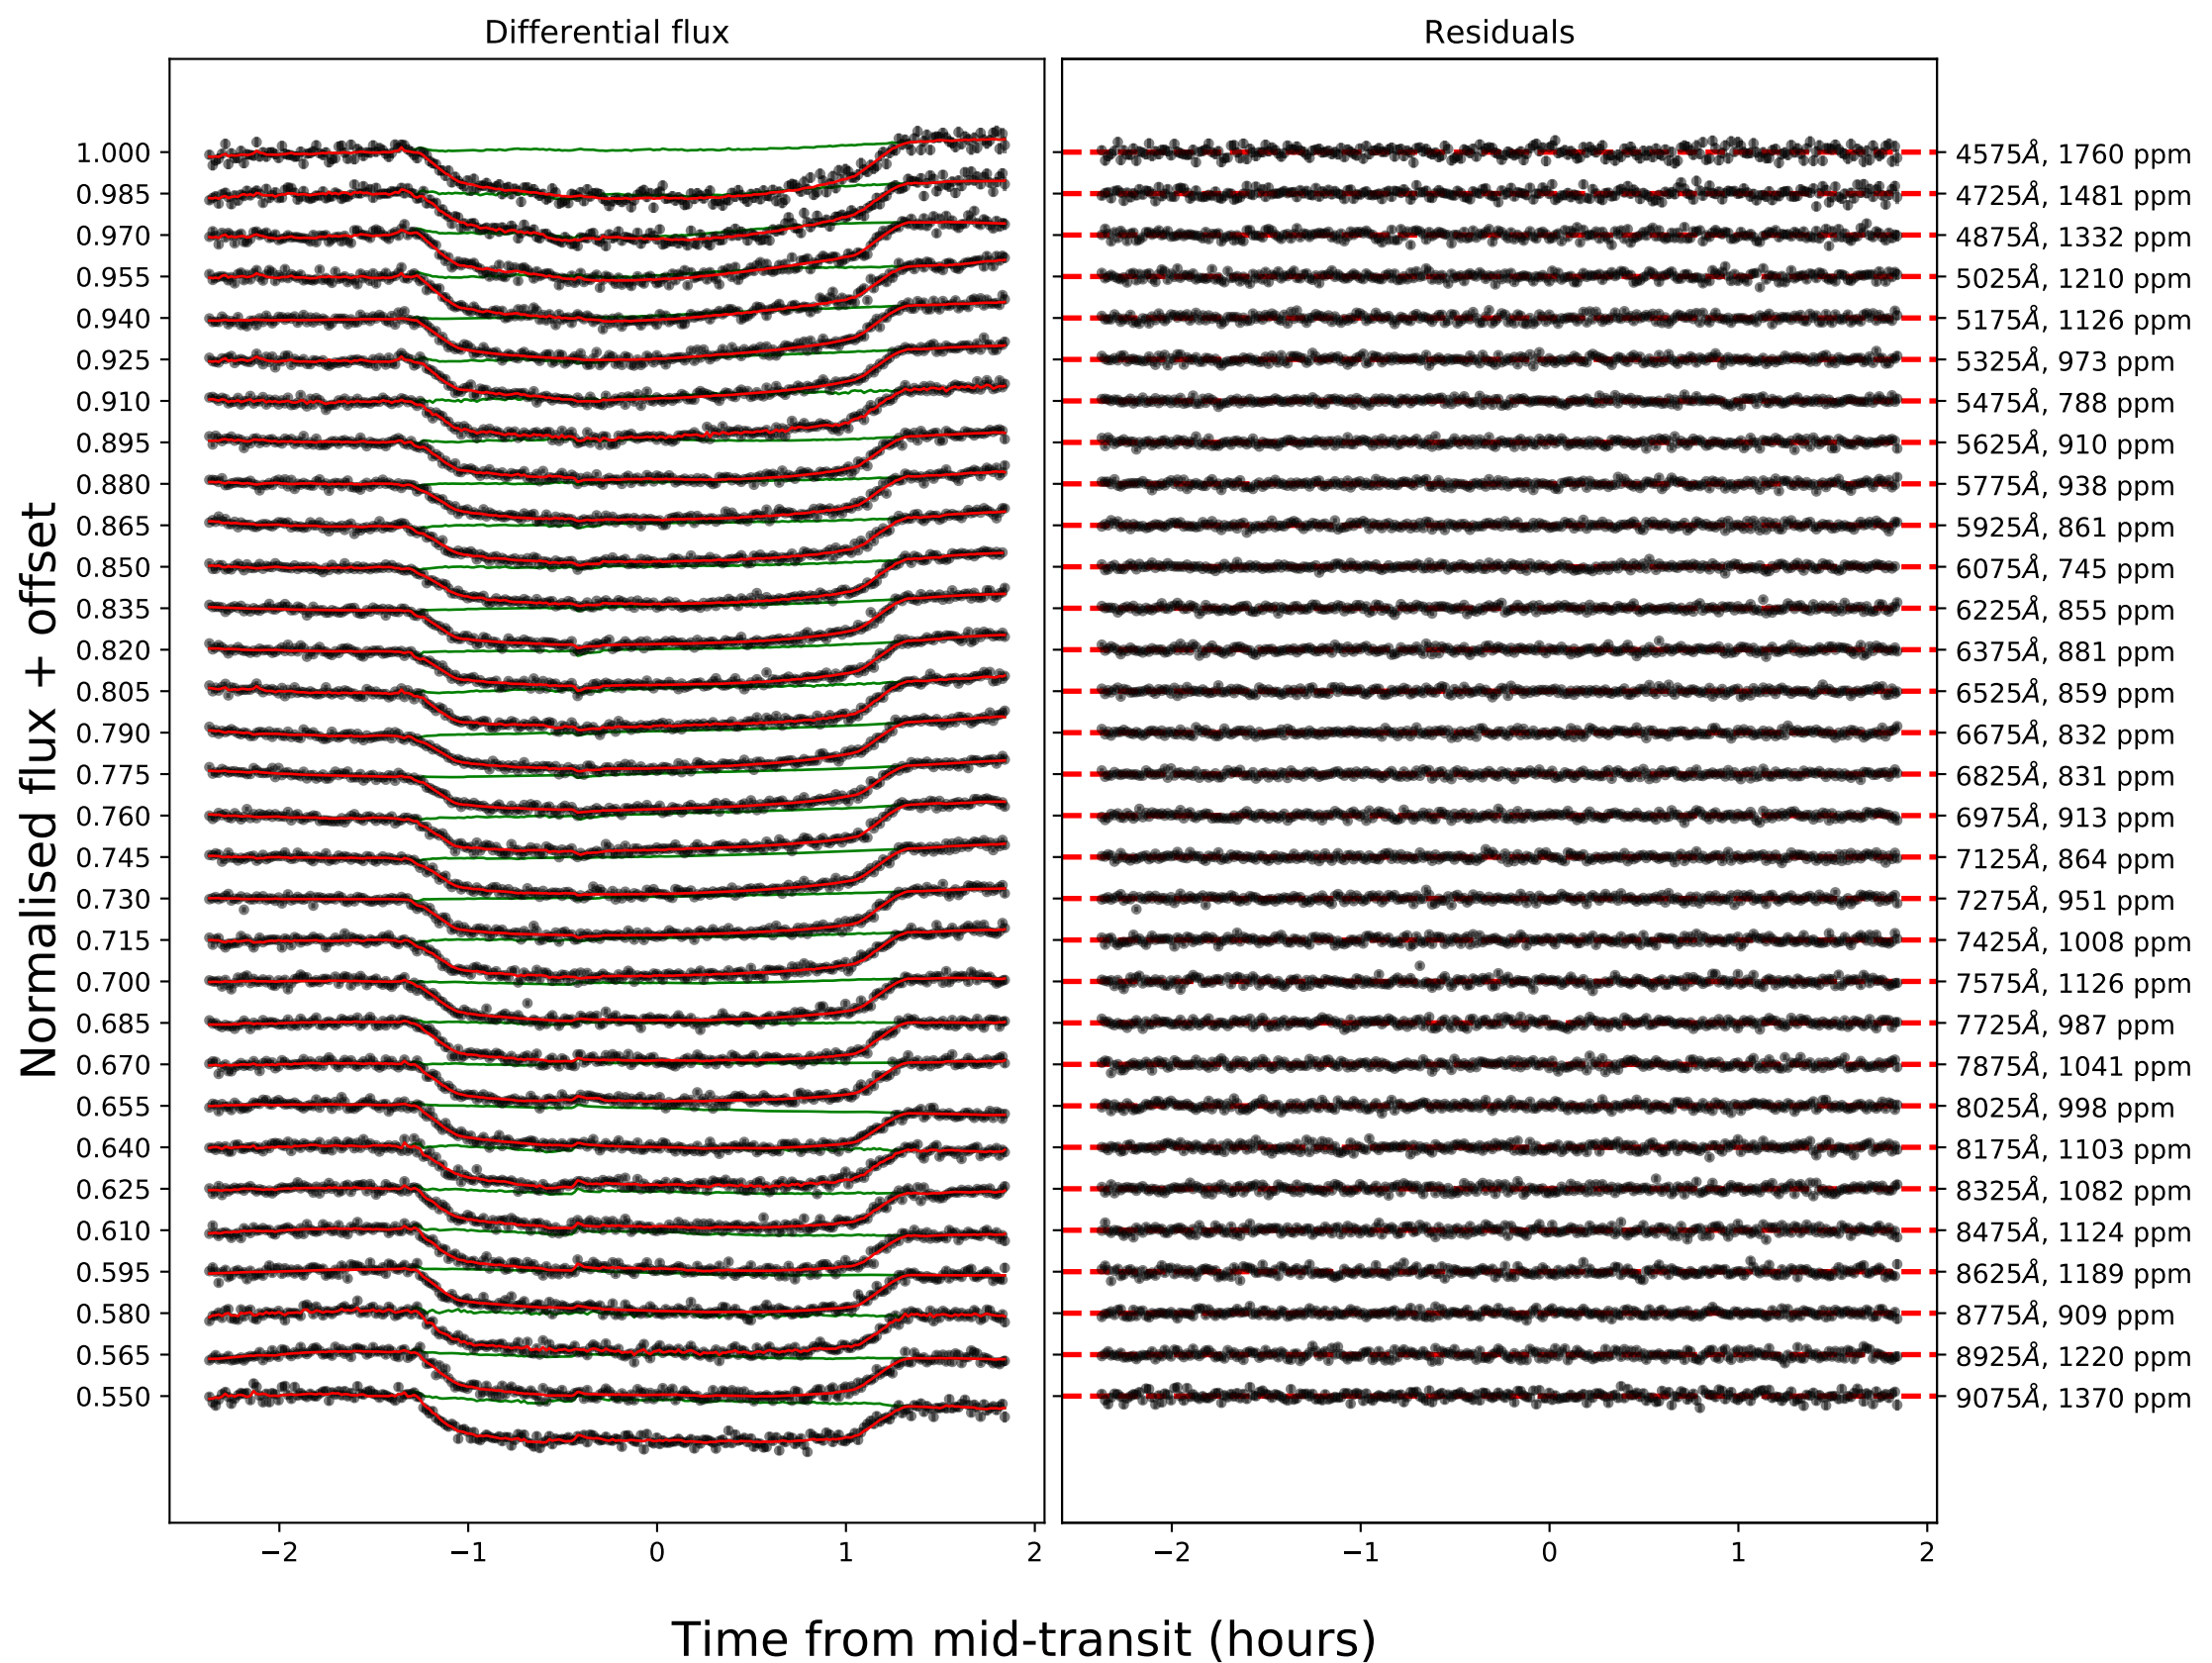 Differential flux
Residuals
Normalised flux + offset
1.000
0.985
0.970
0.955
0.940
0.925
0.910
0.895
0.880
0.865
0.850
0.835
0.820
0.805
0.790
0.775
0.760
0.745
0.730
0.715
0.700
0.685
0.670
0.655
0.640
0.625
0.610
0.595
0.580
0.565
0.550
4575Å, 1760 ppm
4725Å, 1481 ppm
4875Å, 1332 ppm
5025Å, 1210 ppm
5175Å, 1126 ppm
5325Å, 973 ppm
5475Å, 788 ppm
5625Å, 910 ppm
5775Å, 938 ppm
5925Å, 861 ppm
6075Å, 745 ppm
6225Å, 855 ppm
6375Å, 881 ppm
6525Å, 859 ppm
6675Å, 832 ppm
6825Å, 831 ppm
6975Å, 913 ppm
7125Å, 864 ppm
7275Å, 951 ppm
7425Å, 1008 ppm
7575Å, 1126 ppm
7725Å, 987 ppm
7875Å, 1041 ppm
8025Å, 998 ppm
8175Å, 1103 ppm
8325Å, 1082 ppm
8475Å, 1124 ppm
8625Å, 1189 ppm
8775Å, 909 ppm
8925Å, 1220 ppm
9075Å, 1370 ppm
−2 −1 0 1 2
−2 −1 0 1 2
Time from mid-transit (hours)